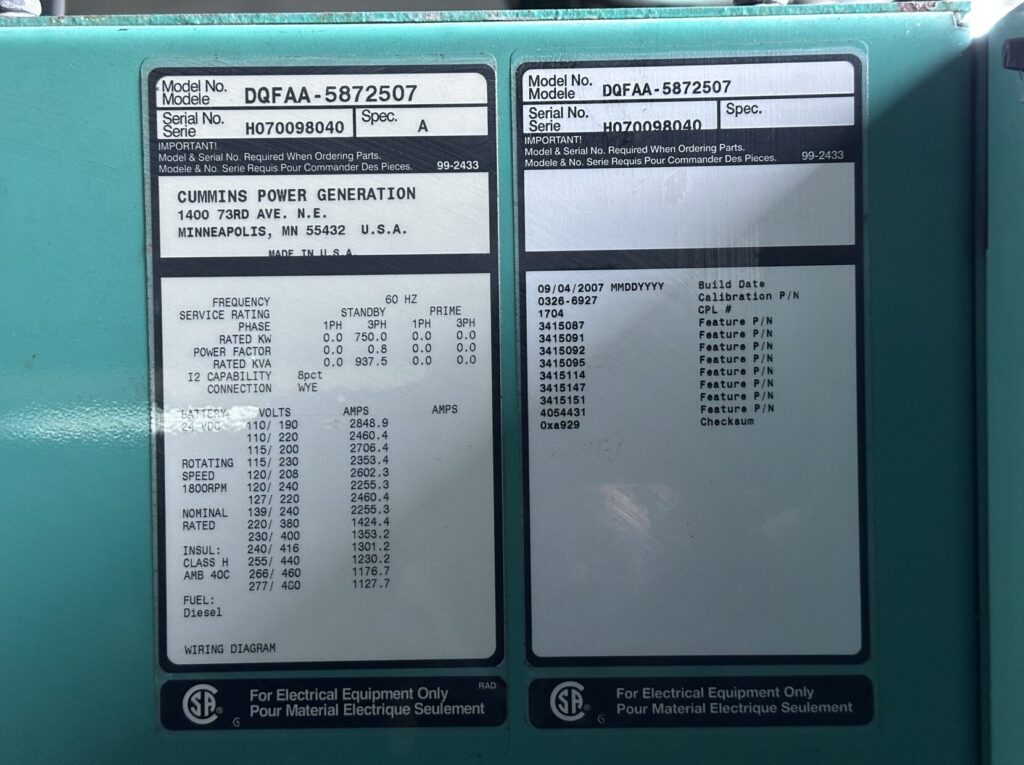 Model No.
Modele DQFAA-5872507
Serial No.
Serie H070098040 Spec. A
IMPORTANT!
Model & Serial No. Required When Ordering Parts.
Modele & No. Serie Requis Pour Commander Des Pieces. 99-2433
CUMMINS POWER GENERATION
1400 73RD AVE. N.E.
MINNEAPOLIS, MN 55432 U.S.A.
MADE IN U.S.A.
FREQUENCY 60 HZ
SERVICE RATING STANDBY PRIME
PHASE 1PH 3PH 1PH 3PH
RATED KW 0.0 750.0 0.0 0.0
POWER FACTOR 0.0 0.8 0.0 0.0
RATED KVA 0.0 937.5 0.0 0.0
I2 CAPABILITY 8pct
CONNECTION WYE
BATTERY VOLTS AMPS AMPS
24 VDC 110/ 190 2848.9
110/ 220 2460.4
115/ 200 2706.4
ROTATING 115/ 230 2353.4
SPEED 120/ 208 2602.3
1800RPM 120/ 240 2255.3
127/ 220 2460.4
NOMINAL 139/ 240 2255.3
RATED 220/ 380 1424.4
230/ 400 1353.2
INSUL: 240/ 416 1301.2
CLASS H 255/ 440 1230.2
AMB 40C 266/ 460 1176.7
277/ 480 1127.7
FUEL:
Diesel
WIRING DIAGRAM
CSA® For Electrical Equipment Only RAD
G Pour Material Electrique Seulement
Model No.
Modele DQFAA-5872507
Serial No.
Serie H070098040 Spec.
IMPORTANT!
Model & Serial No. Required When Ordering Parts.
Modele & No. Serie Requis Pour Commander Des Pieces. 99-2433
09/04/2007 MMDDYYYY Build Date
0326-6927 Calibration P/N
1704 CPL #
3415087 Feature P/N
3415091 Feature P/N
3415092 Feature P/N
3415095 Feature P/N
3415114 Feature P/N
3415147 Feature P/N
3415151 Feature P/N
4054431 Feature P/N
0xa929 Checksum
CSA® For Electrical Equipment Only
G Pour Material Electrique Seulement